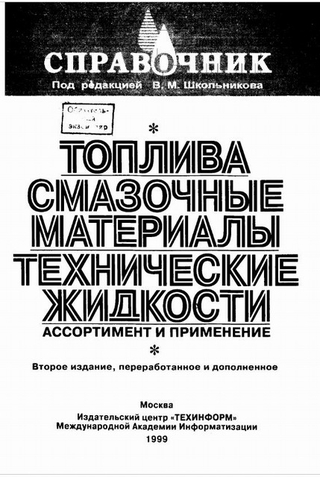 СПРАВОЧНИК
Под редакцией В. М. Школьникова
экземпляр
*
ТОПЛИВА
СМАЗОЧНЫЕ
МАТЕРИАЛЫ
ТЕХНИЧЕСКИЕ
ЖИДКОСТИ
АССОРТИМЕНТ И ПРИМЕНЕНИЕ
*
Второе издание, переработанное и дополненное
Москва
Издательский центр «ТЕХИНФОРМ»
Международной Академии Информатизации
1999